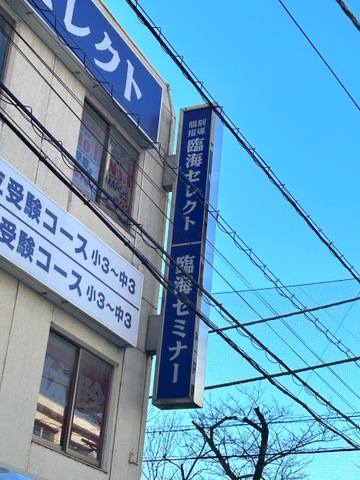 セレクト
個別
指導
臨海セレクト
臨海セミナー
受験コース 小3~中3
受験コース 小3~中3